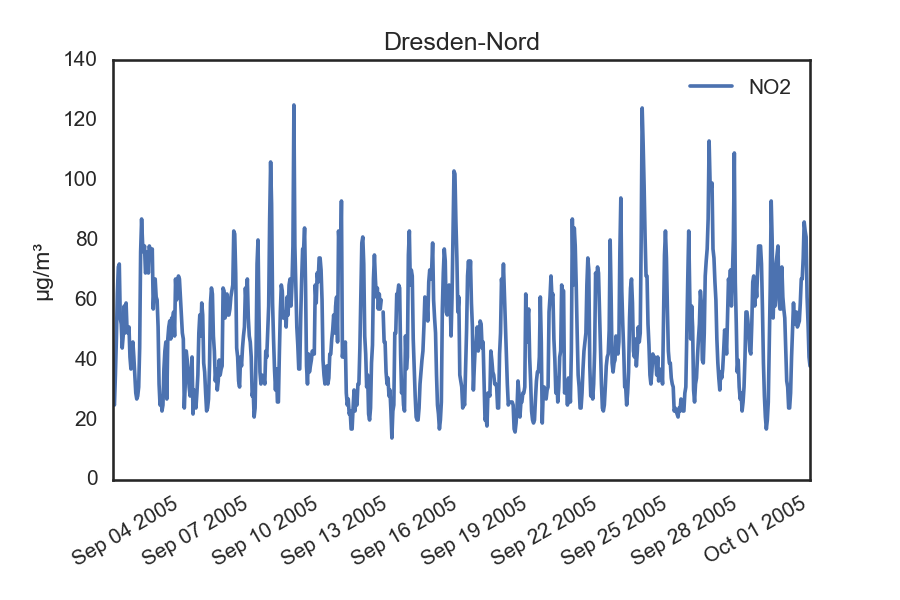 Dresden-Nord
NO2
µg/m³
140
120
100
80
60
40
20
0
Sep 04 2005
Sep 07 2005
Sep 10 2005
Sep 13 2005
Sep 16 2005
Sep 19 2005
Sep 22 2005
Sep 25 2005
Sep 28 2005
Oct 01 2005